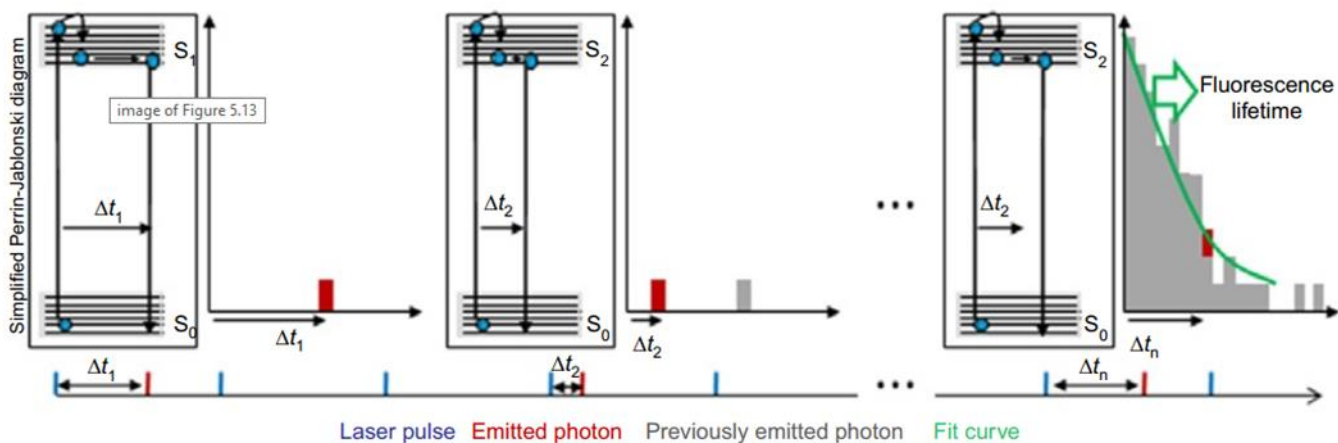 Simplified Perrin-Jablonski diagram
S1
image of Figure 5.13
Δt1
S0
Δt1
S2
Δt2
S0
Δt2
...
S2
Δt2
S0
Fluorescence
lifetime
Δtn
Δt1
Δt2
...
Δtn
Laser pulse Emitted photon Previously emitted photon Fit curve